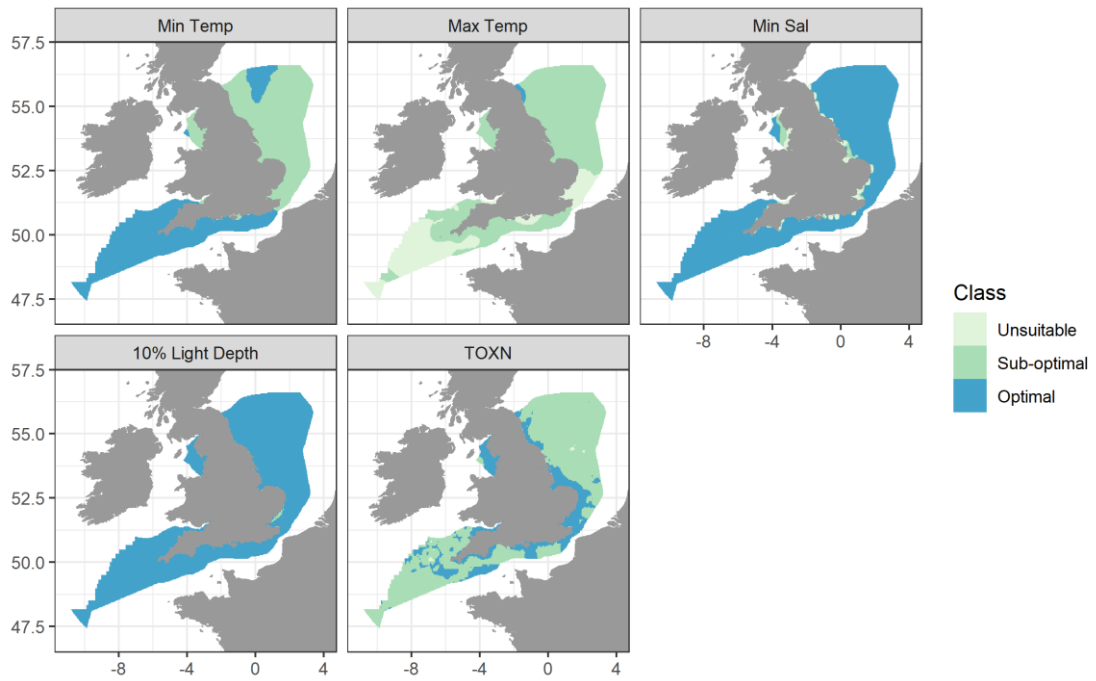 Min Temp
Max Temp
Min Sal
57.5
55.0
52.5
50.0
47.5
-8
-4
0
4
10% Light Depth
TOXN
57.5
55.0
52.5
50.0
47.5
-8
-4
0
4
-8
-4
0
4
Class
Unsuitable
Sub-optimal
Optimal